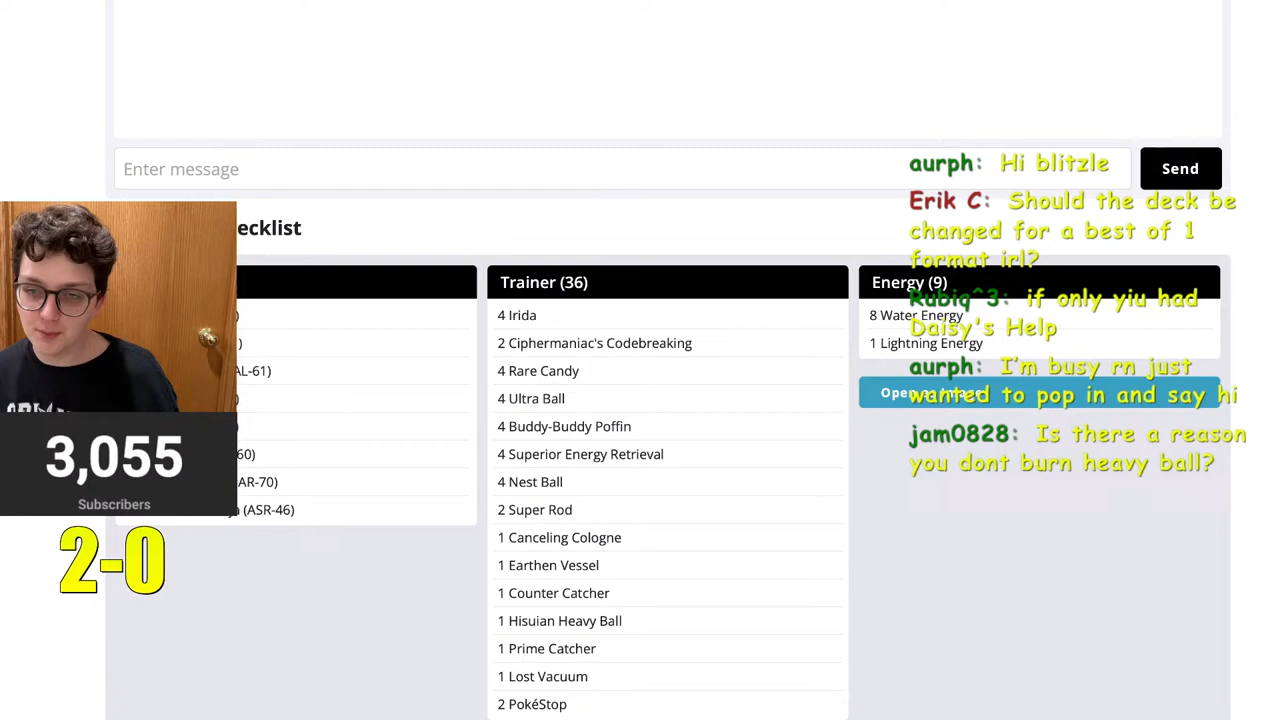 Enter message
Send
ecklist
)
)
AL-61)
)
)
60)
AR-70)
a (ASR-46)
Trainer (36)
4 Irida
2 Ciphermaniac's Codebreaking
4 Rare Candy
4 Ultra Ball
4 Buddy-Buddy Poffin
4 Superior Energy Retrieval
4 Nest Ball
2 Super Rod
1 Canceling Cologne
1 Earthen Vessel
1 Counter Catcher
1 Hisuian Heavy Ball
1 Prime Catcher
1 Lost Vacuum
2 PokéStop
Energy (9)
8 Water Energy
1 Lightning Energy
aurph: Hi blitzle
Erik C: Should the deck be
changed for a best of 1
format irl?
Rubiq^3: if only yiu had
Daisy's Help
aurph: I'm busy rn just
wanted to pop in and say hi
jam0828: Is there a reason
you dont burn heavy ball?
3,055
Subscribers
2-0